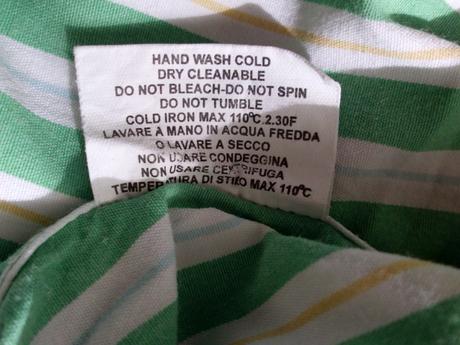 HAND WASH COLD
DRY CLEANABLE
DO NOT BLEACH-DO NOT SPIN
DO NOT TUMBLE
COLD IRON MAX 110°C 2.30F
LAVARE A MANO IN ACQUA FREDDA
O LAVARE A SECCO
NON USARE CONDEGGINA
NON USARE CENTRIFUGA
TEMPERATURA DI STIRO MAX 110°C